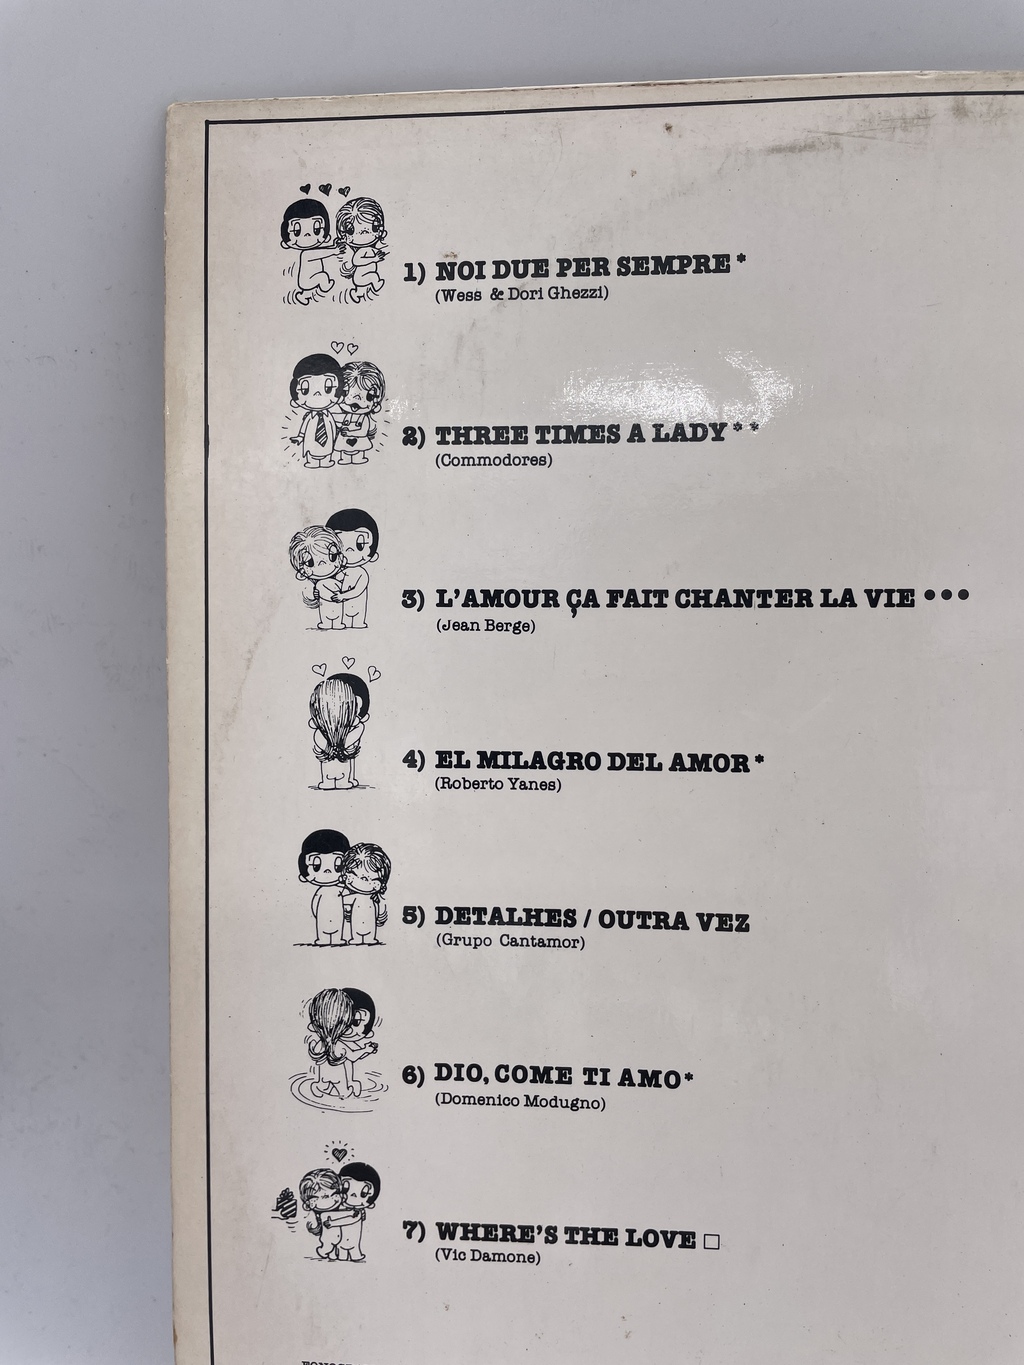 1) NOI DUE PER SEMPRE *
(Wess & Dori Ghezzi)
2) THREE TIMES A LADY * *
(Commodores)
3) L'AMOUR ÇA FAIT CHANTER LA VIE •••
(Jean Berge)
4) EL MILAGRO DEL AMOR *
(Roberto Yanes)
5) DETALHES / OUTRA VEZ
(Grupo Cantamor)
6) DIO, COME TI AMO *
(Domenico Modugno)
7) WHERE'S THE LOVE □
(Vic Damone)